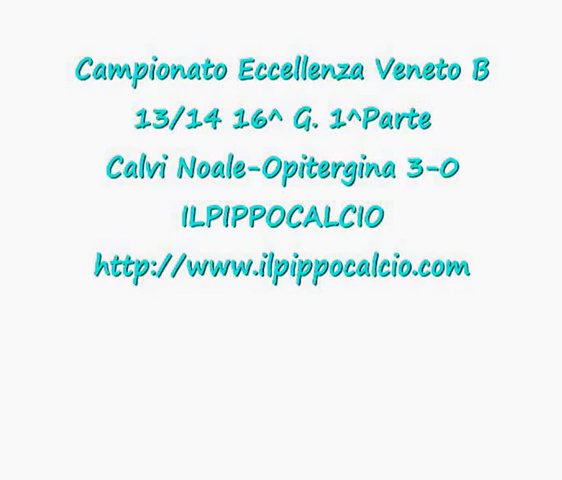 Campionato Eccellenza Veneto B
13/14 16^ G. 1^Parte
Calvi Noale-Opitergina 3-0
ILPIPPOCALCIO
http://www.ilpippocalcio.com